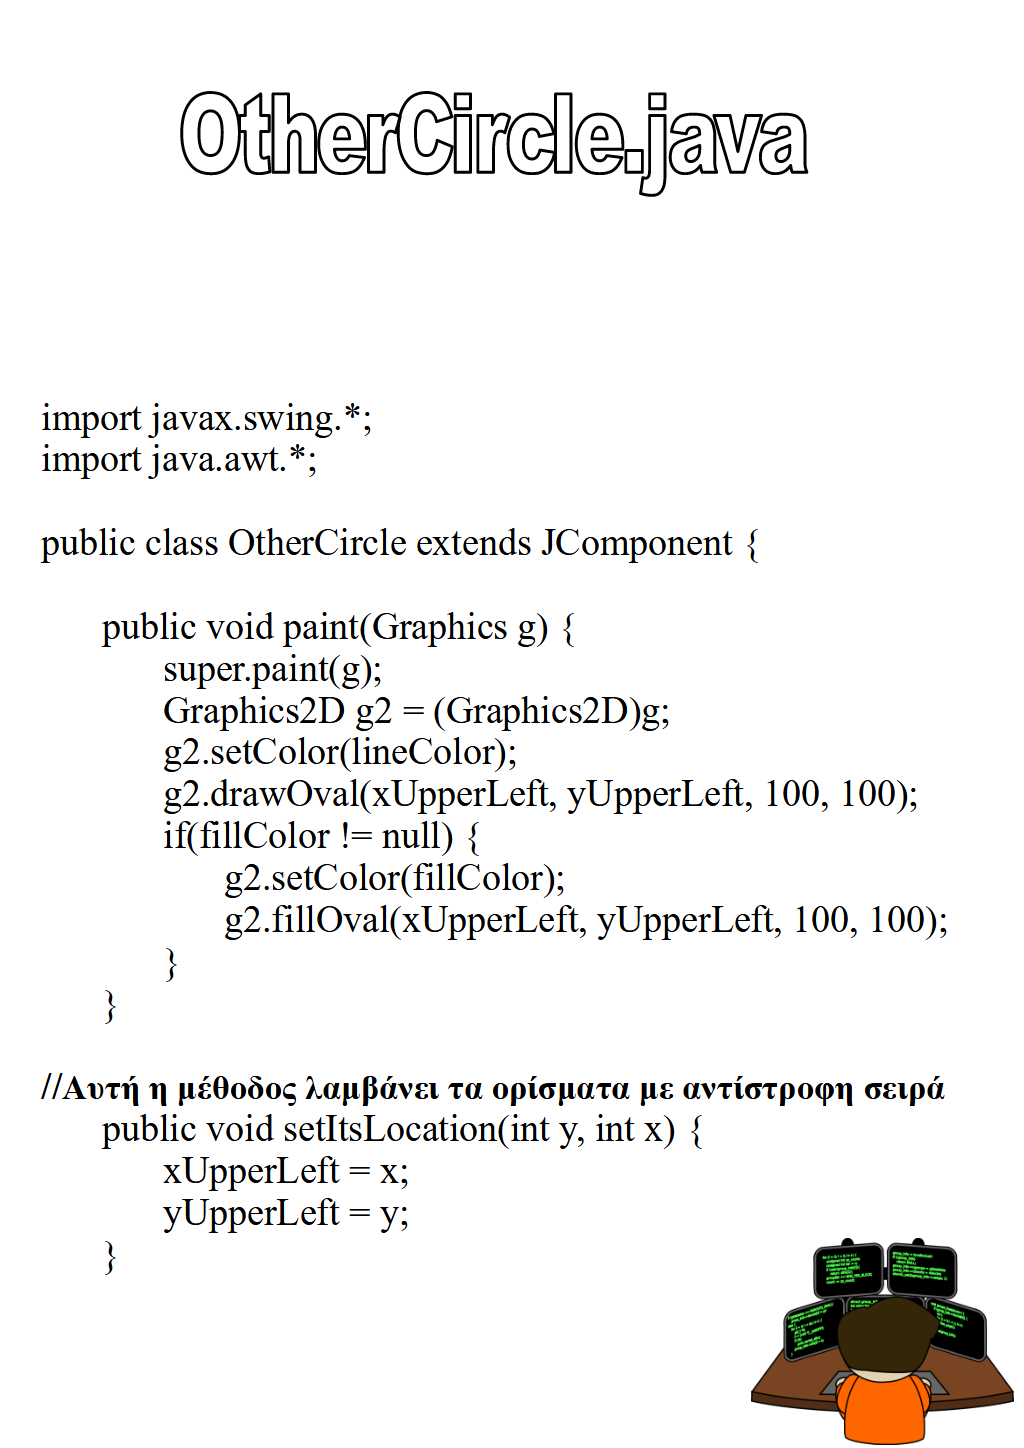 OtherCircle.java
import javax.swing.*;
import java.awt.*;
public class OtherCircle extends JComponent {
public void paint(Graphics g) {
super.paint(g);
Graphics2D g2 = (Graphics2D)g;
g2.setColor(lineColor);
g2.drawOval(xUpperLeft, yUpperLeft, 100, 100);
if(fillColor != null) {
g2.setColor(fillColor);
g2.fillOval(xUpperLeft, yUpperLeft, 100, 100);
}
}
//Αυτή η μέθοδος λαμβάνει τα ορίσματα με αντίστροφη σειρά
public void setItsLocation(int y, int x) {
xUpperLeft = x;
yUpperLeft = y;
}